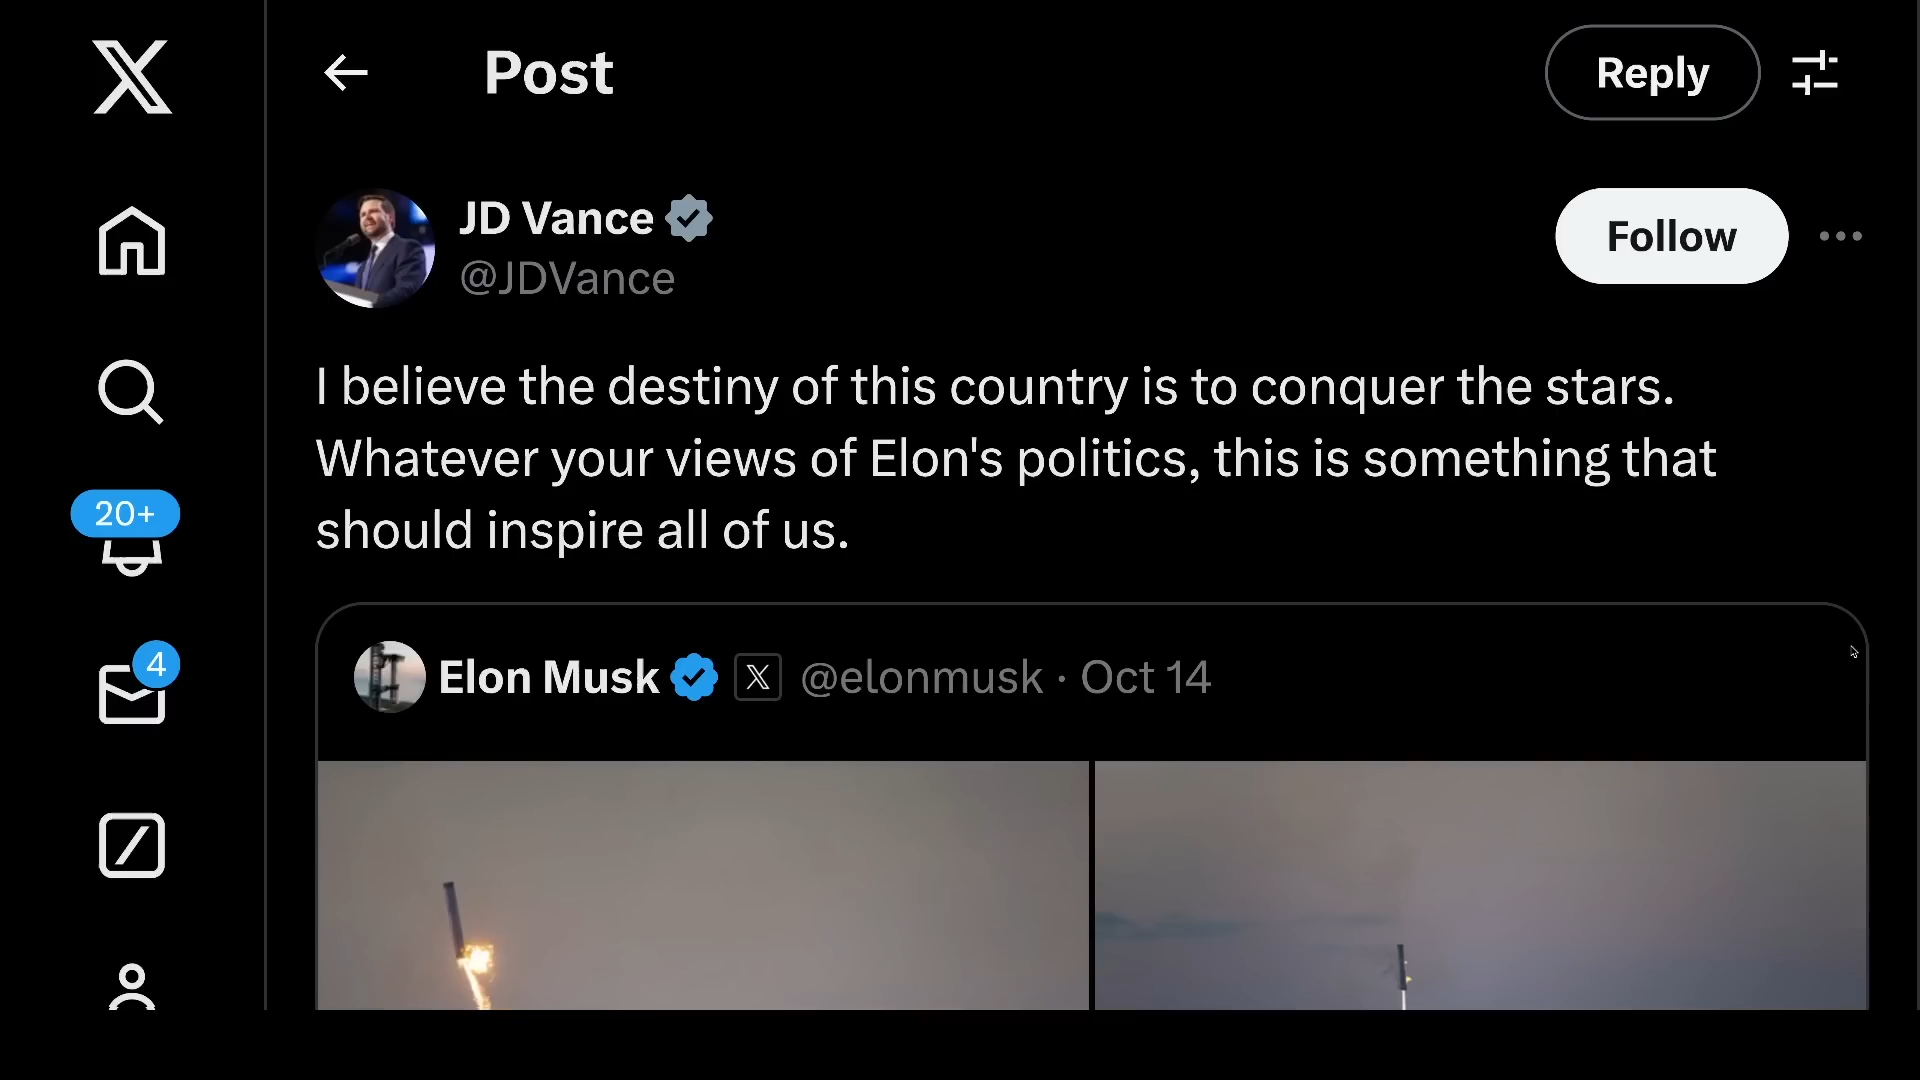 Post
Reply
JD Vance
@JDVance
Follow
I believe the destiny of this country is to conquer the stars.
Whatever your views of Elon's politics, this is something that
should inspire all of us.
20+
Elon Musk @elonmusk · Oct 14
4